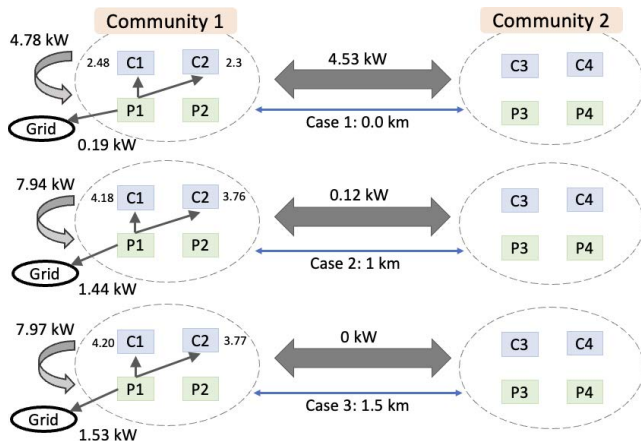 Community 1
Community 2
4.78 kW
2.48
C1
C2
2.3
4.53 kW
C3
C4
P1
P2
P3
P4
Grid
0.19 kW
Case 1: 0.0 km
7.94 kW
4.18
C1
C2
3.76
0.12 kW
C3
C4
P1
P2
P3
P4
Grid
1.44 kW
Case 2: 1 km
7.97 kW
4.20
C1
C2
3.77
0 kW
C3
C4
P1
P2
P3
P4
Grid
1.53 kW
Case 3: 1.5 km